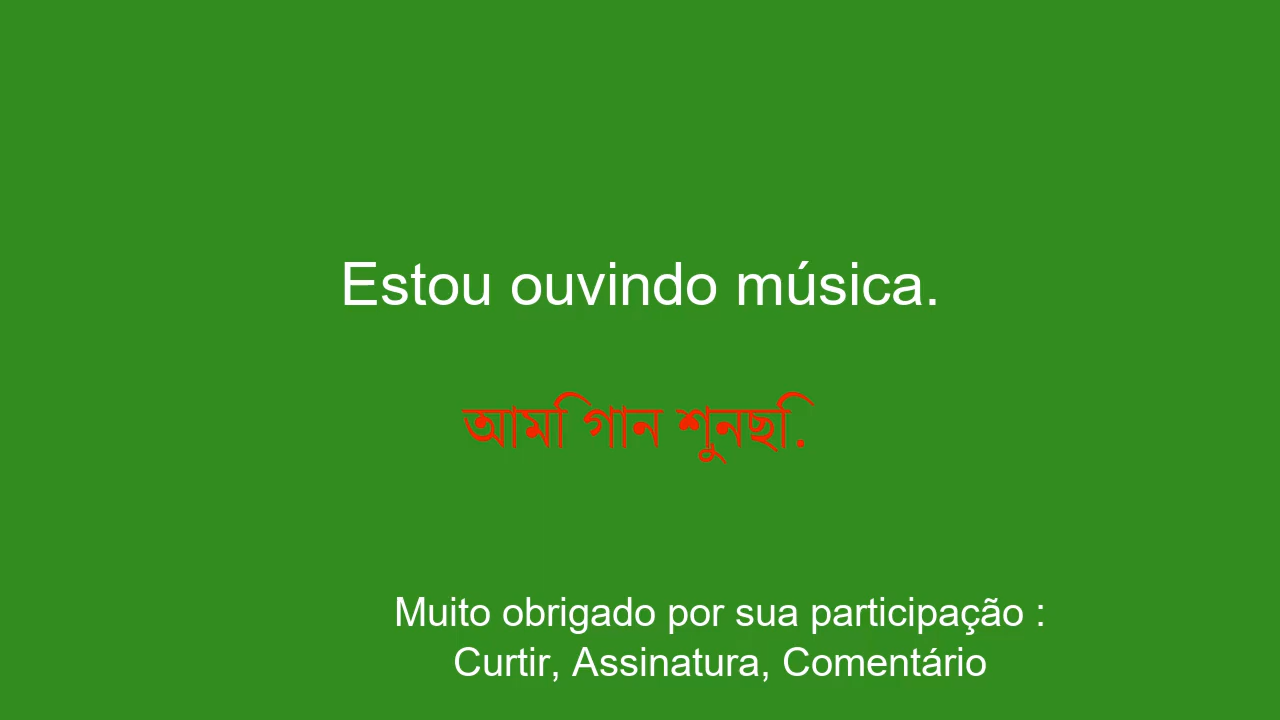 Estou ouvindo música.
আমি গান শুনছি.
Muito obrigado por sua participação :
Curtir, Assinatura, Comentário